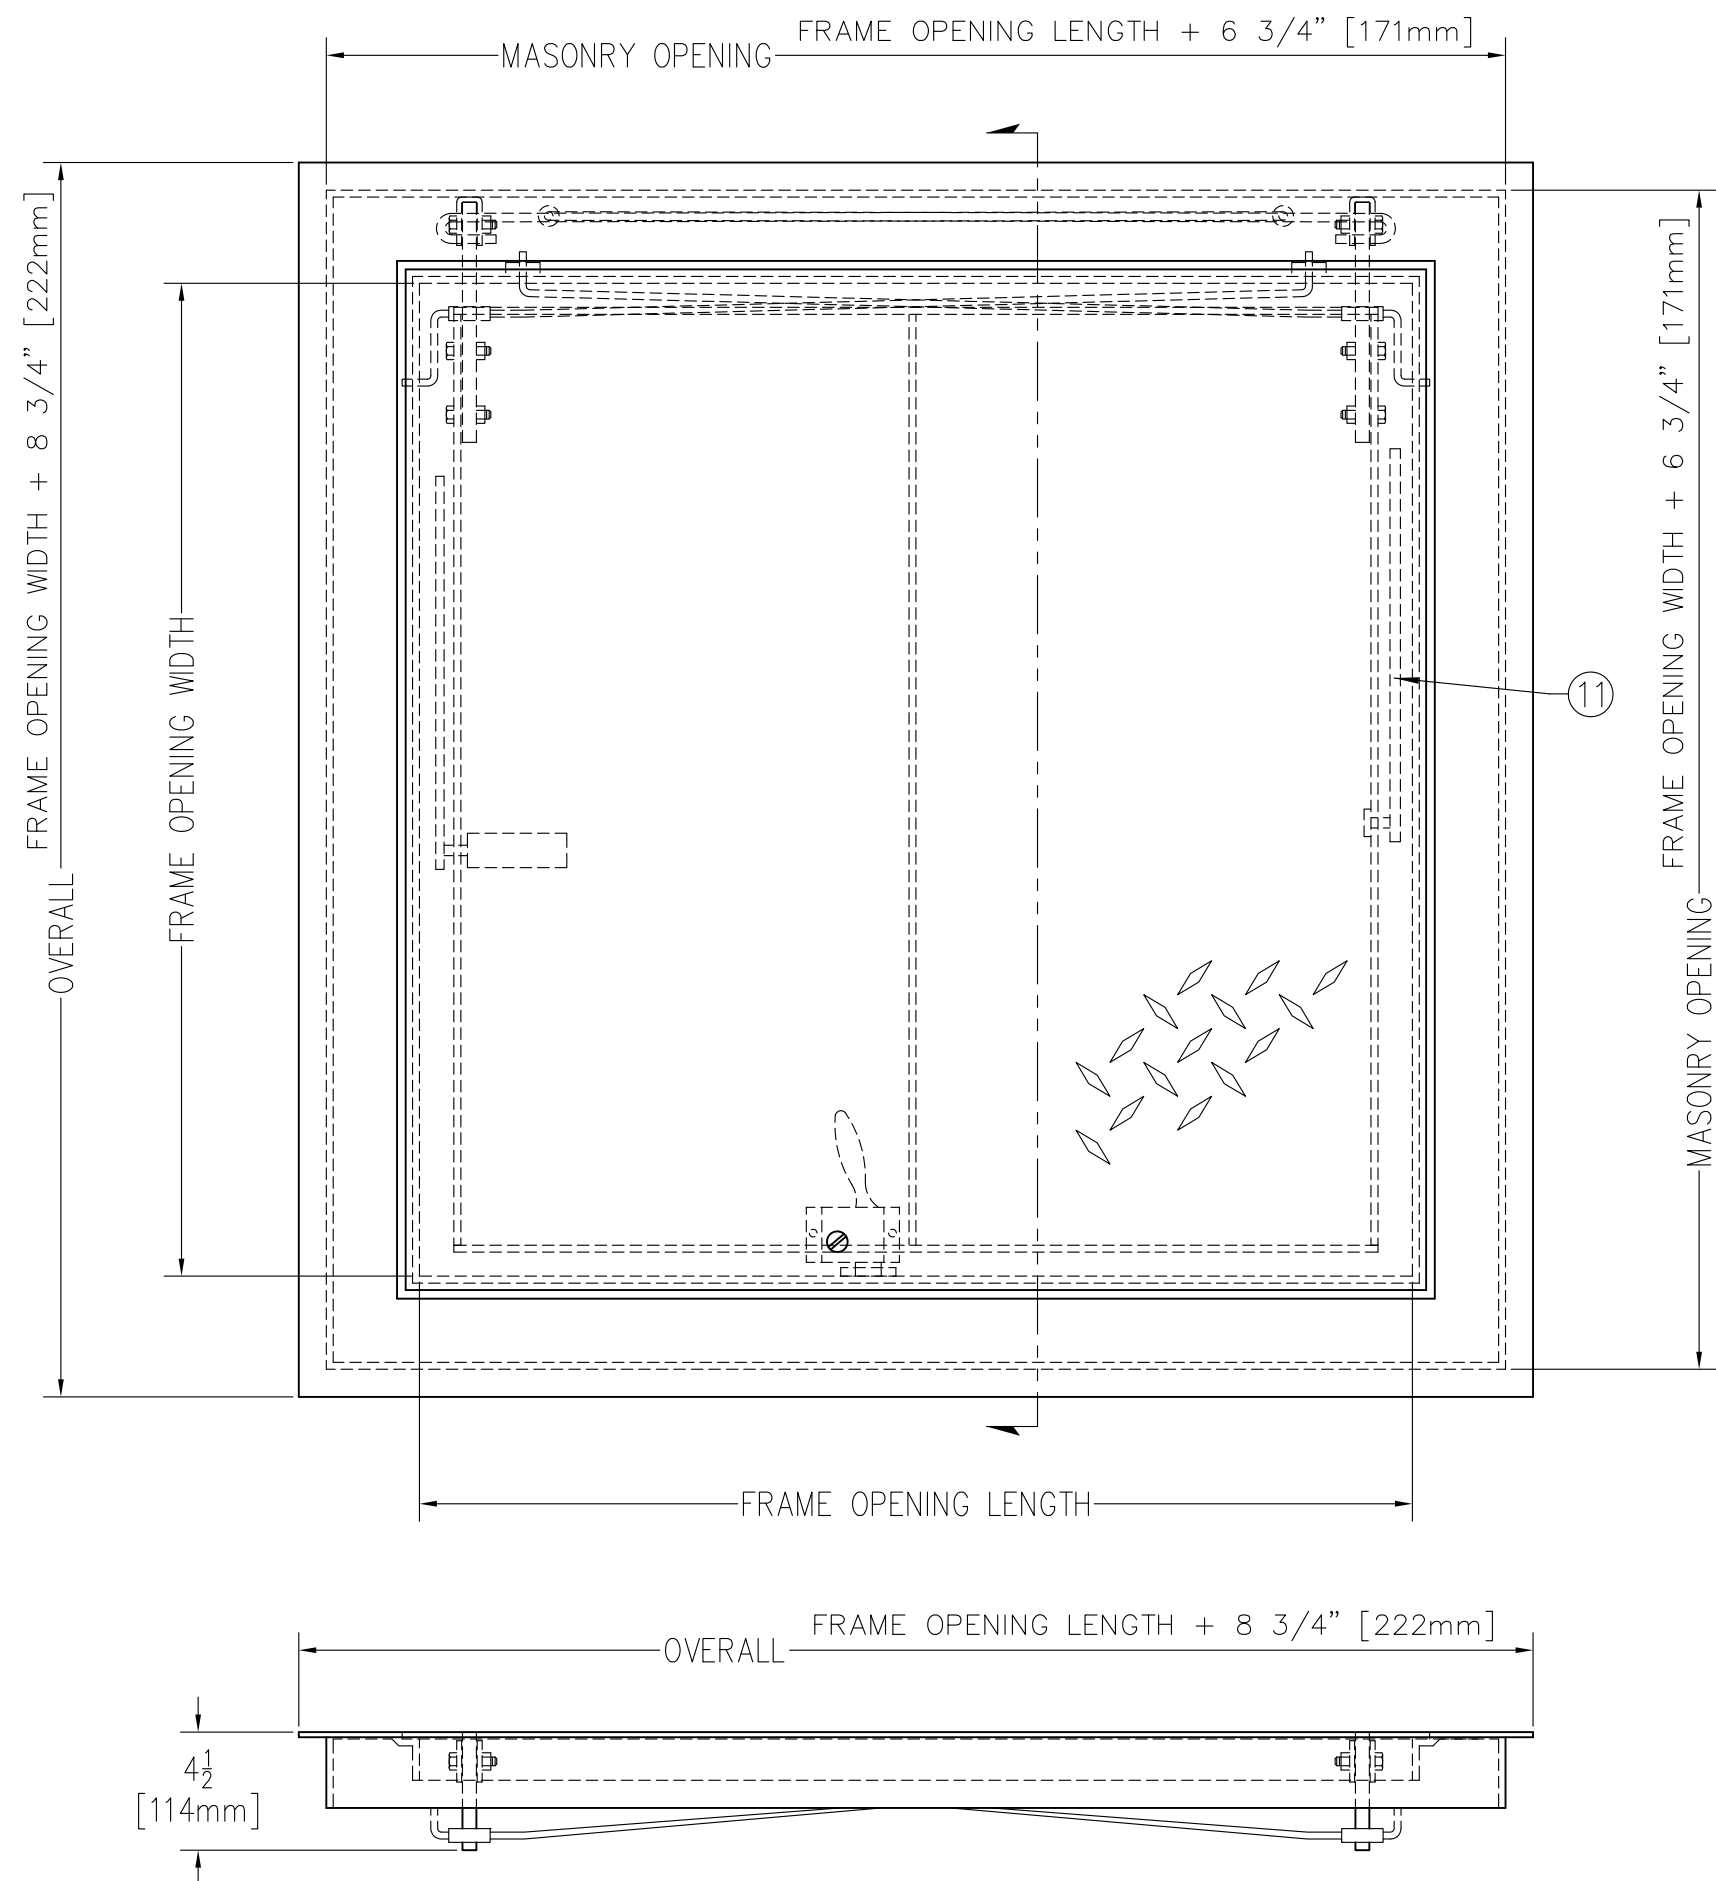 FRAME OPENING LENGTH + 6 3/4" [171mm]
MASONRY OPENING
FRAME OPENING WIDTH + 8 3/4" [222mm]
OVERALL
FRAME OPENING WIDTH
FRAME OPENING WIDTH + 6 3/4" [171mm]
MASONRY OPENING
11
FRAME OPENING LENGTH
FRAME OPENING LENGTH + 8 3/4" [222mm]
OVERALL
4 1/2
[114mm]